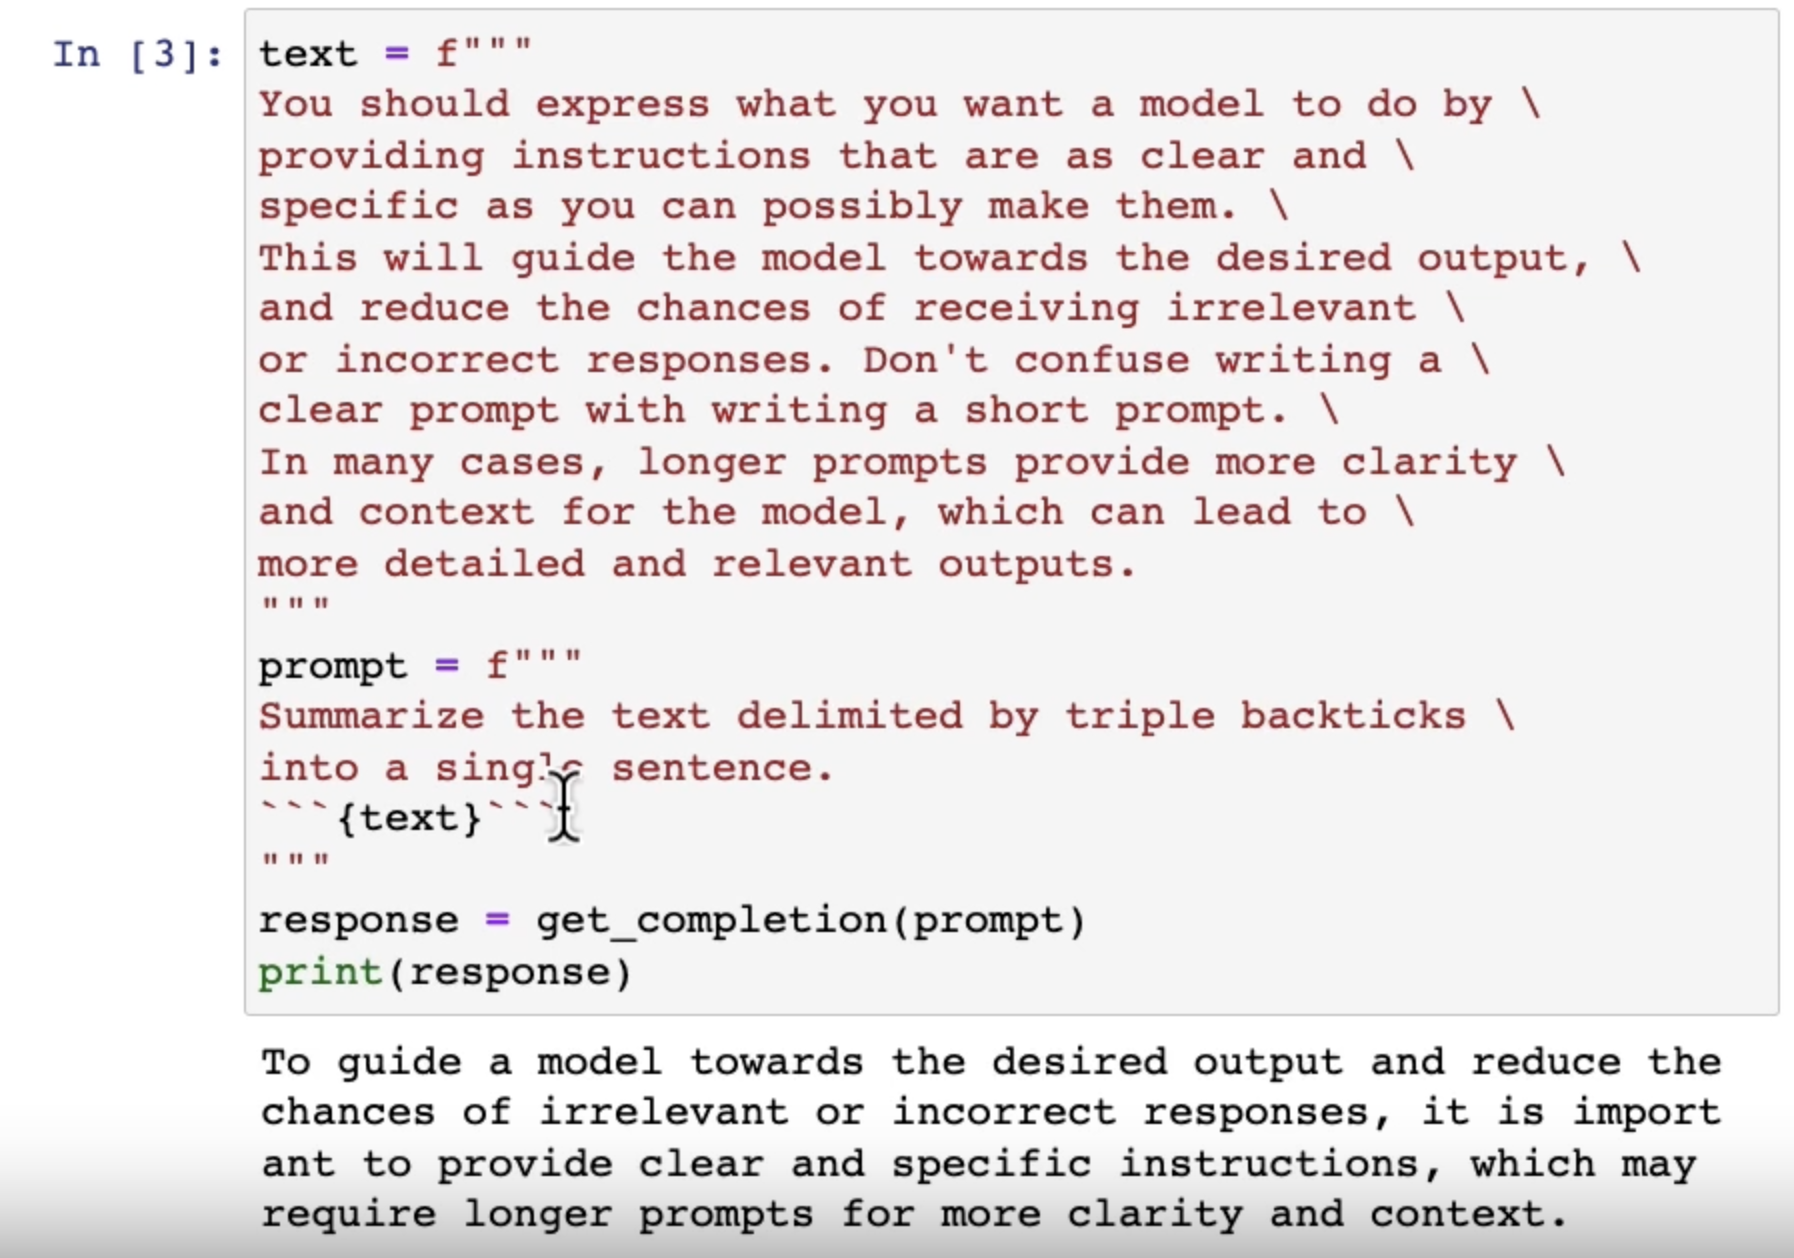 In [3]:
text = f"""
You should express what you want a model to do by \
providing instructions that are as clear and \
specific as you can possibly make them. \
This will guide the model towards the desired output, \
and reduce the chances of receiving irrelevant \
or incorrect responses. Don't confuse writing a \
clear prompt with writing a short prompt. \
In many cases, longer prompts provide more clarity \
and context for the model, which can lead to \
more detailed and relevant outputs.
"""
prompt = f"""
Summarize the text delimited by triple backticks \
into a single sentence.
```{text}```
"""
response = get_completion(prompt)
print(response)
To guide a model towards the desired output and reduce the
chances of irrelevant or incorrect responses, it is import
ant to provide clear and specific instructions, which may
require longer prompts for more clarity and context.